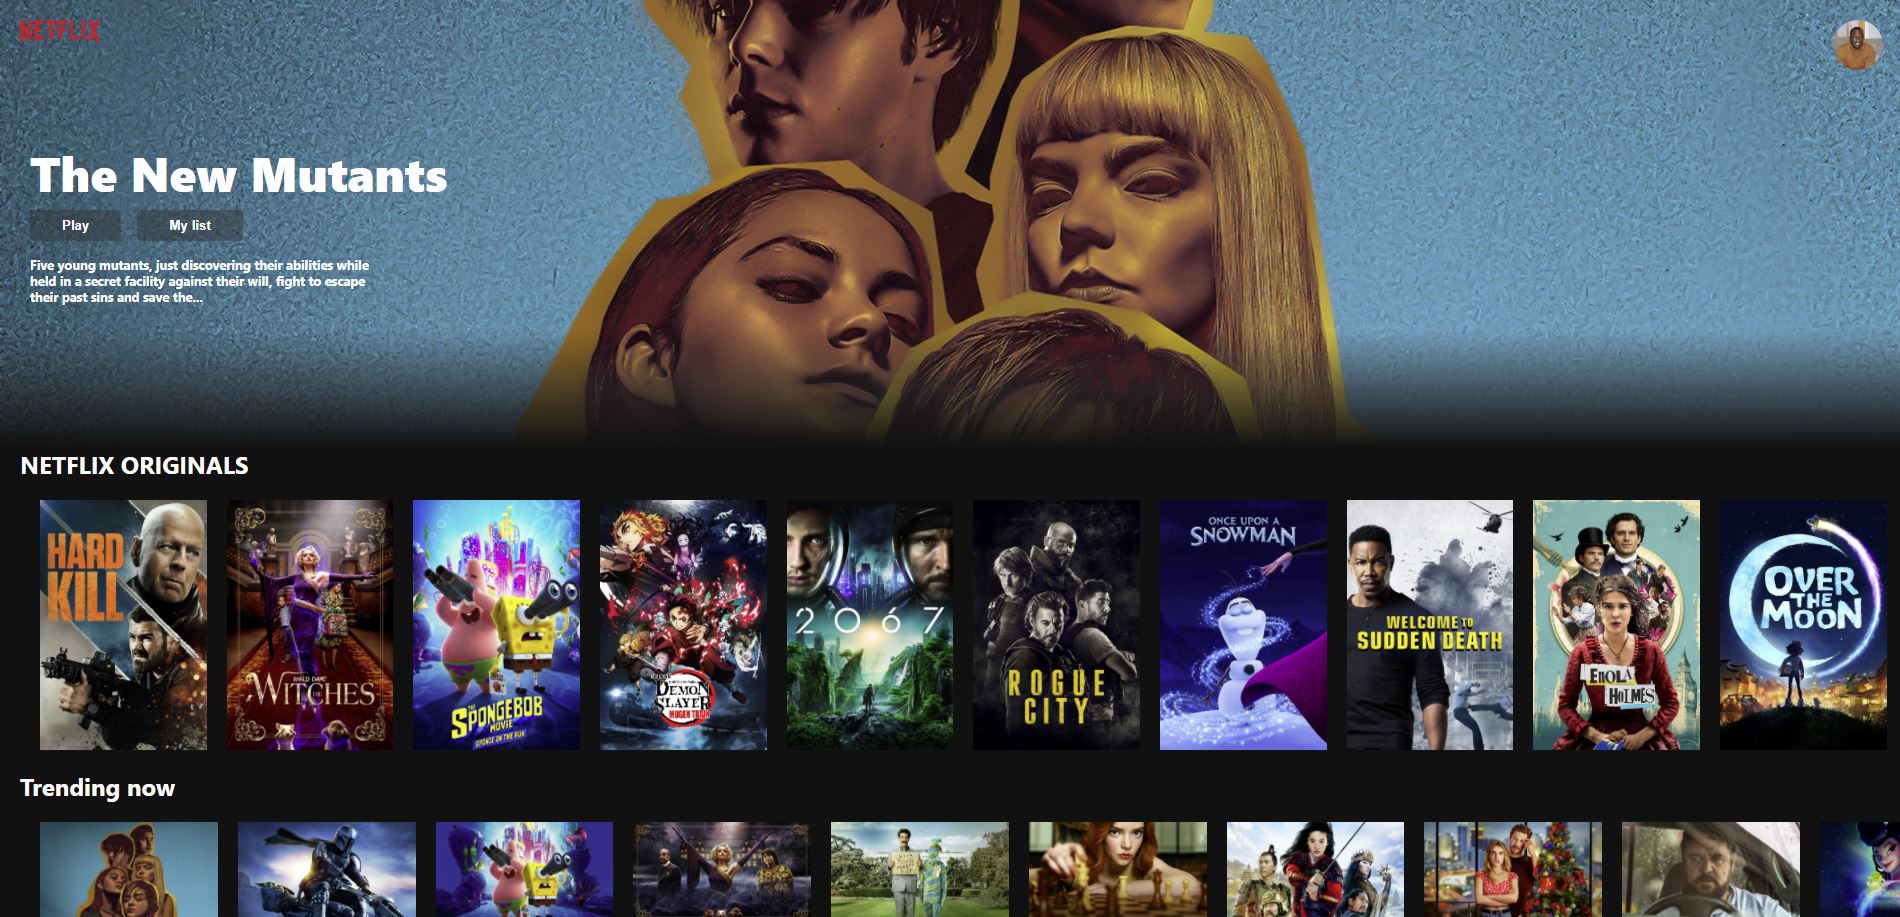 NETFLIX
The New Mutants
Play
My list
Five young mutants, just discovering their abilities while
held in a secret facility against their will, fight to escape
their past sins and save the...
NETFLIX ORIGINALS
HARD
KILL
ROALD DAHL'S
THE
WITCHES
THE
SPONGEBOB
MOVIE
SPONGE ON THE RUN
DEMON
SLAYER
MUGEN TRAIN
2067
ROGUE
CITY
ONCE UPON A
SNOWMAN
WELCOME TO
SUDDEN DEATH
ENOLA
HOLMES
OVER
THE
MOON
Trending now